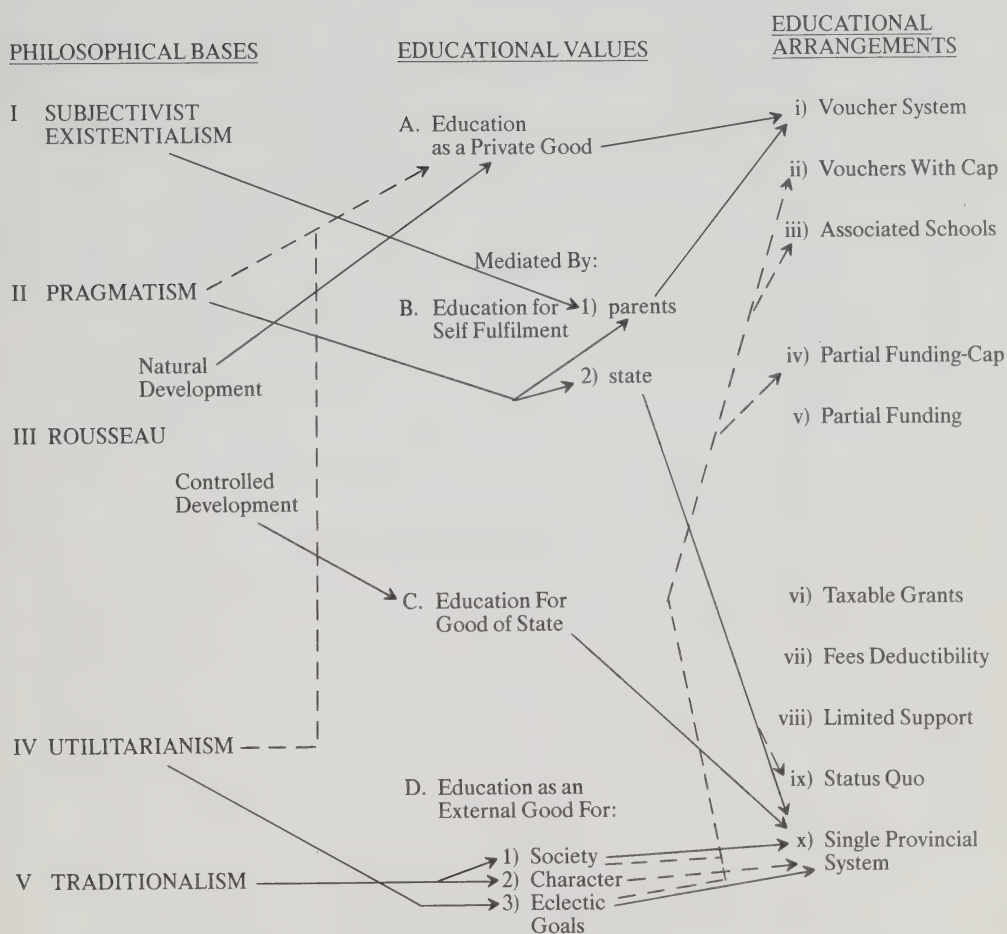 PHILOSOPHICAL BASES
I SUBJECTIVIST
EXISTENTIALISM
II PRAGMATISM
Natural
Development
III ROUSSEAU
Controlled
Development
IV UTILITARIANISM
V TRADITIONALISM
EDUCATIONAL VALUES
A. Education
as a Private Good
Mediated By:
B. Education for
Self Fulfilment
1) parents
2) state
C. Education For
Good of State
D. Education as an
External Good For:
1) Society
2) Character
3) Eclectic
Goals
EDUCATIONAL
ARRANGEMENTS
i) Voucher System
ii) Vouchers With Cap
iii) Associated Schools
iv) Partial Funding-Cap
v) Partial Funding
vi) Taxable Grants
vii) Fees Deductibility
viii) Limited Support
ix) Status Quo
x) Single Provincial
System